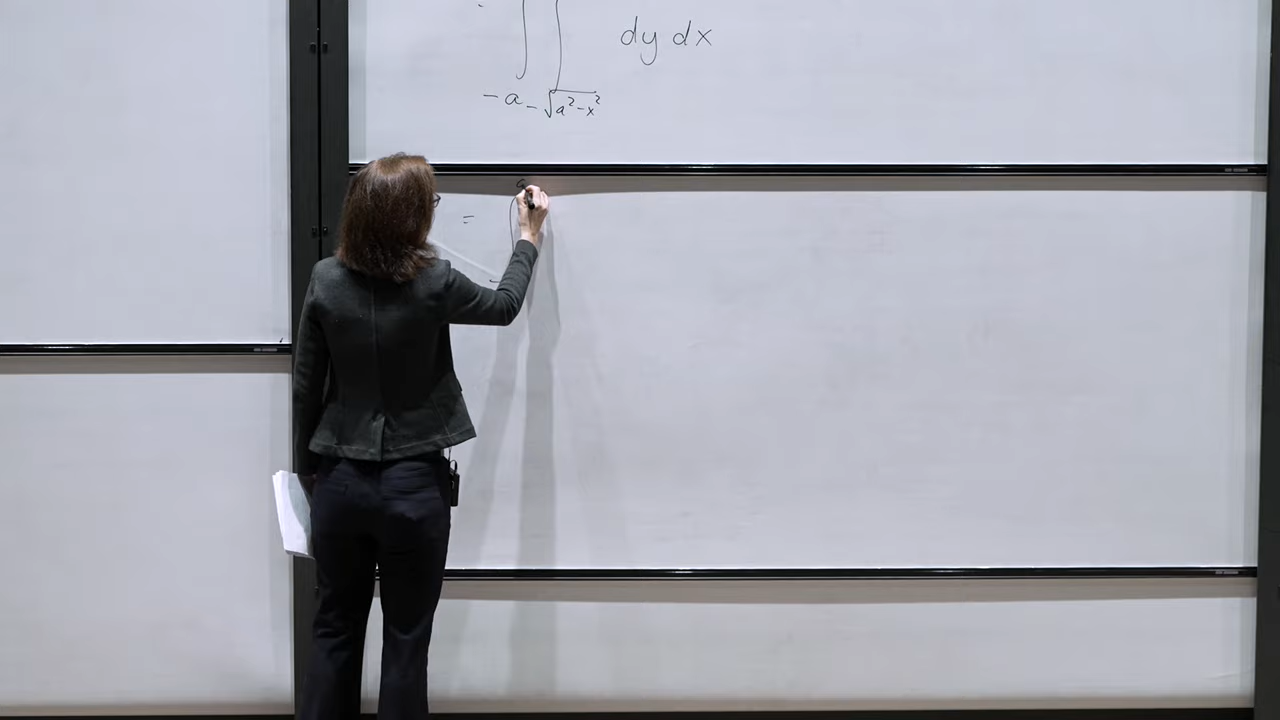 ∫ ∫ dy dx
-a -√a²-x²
=